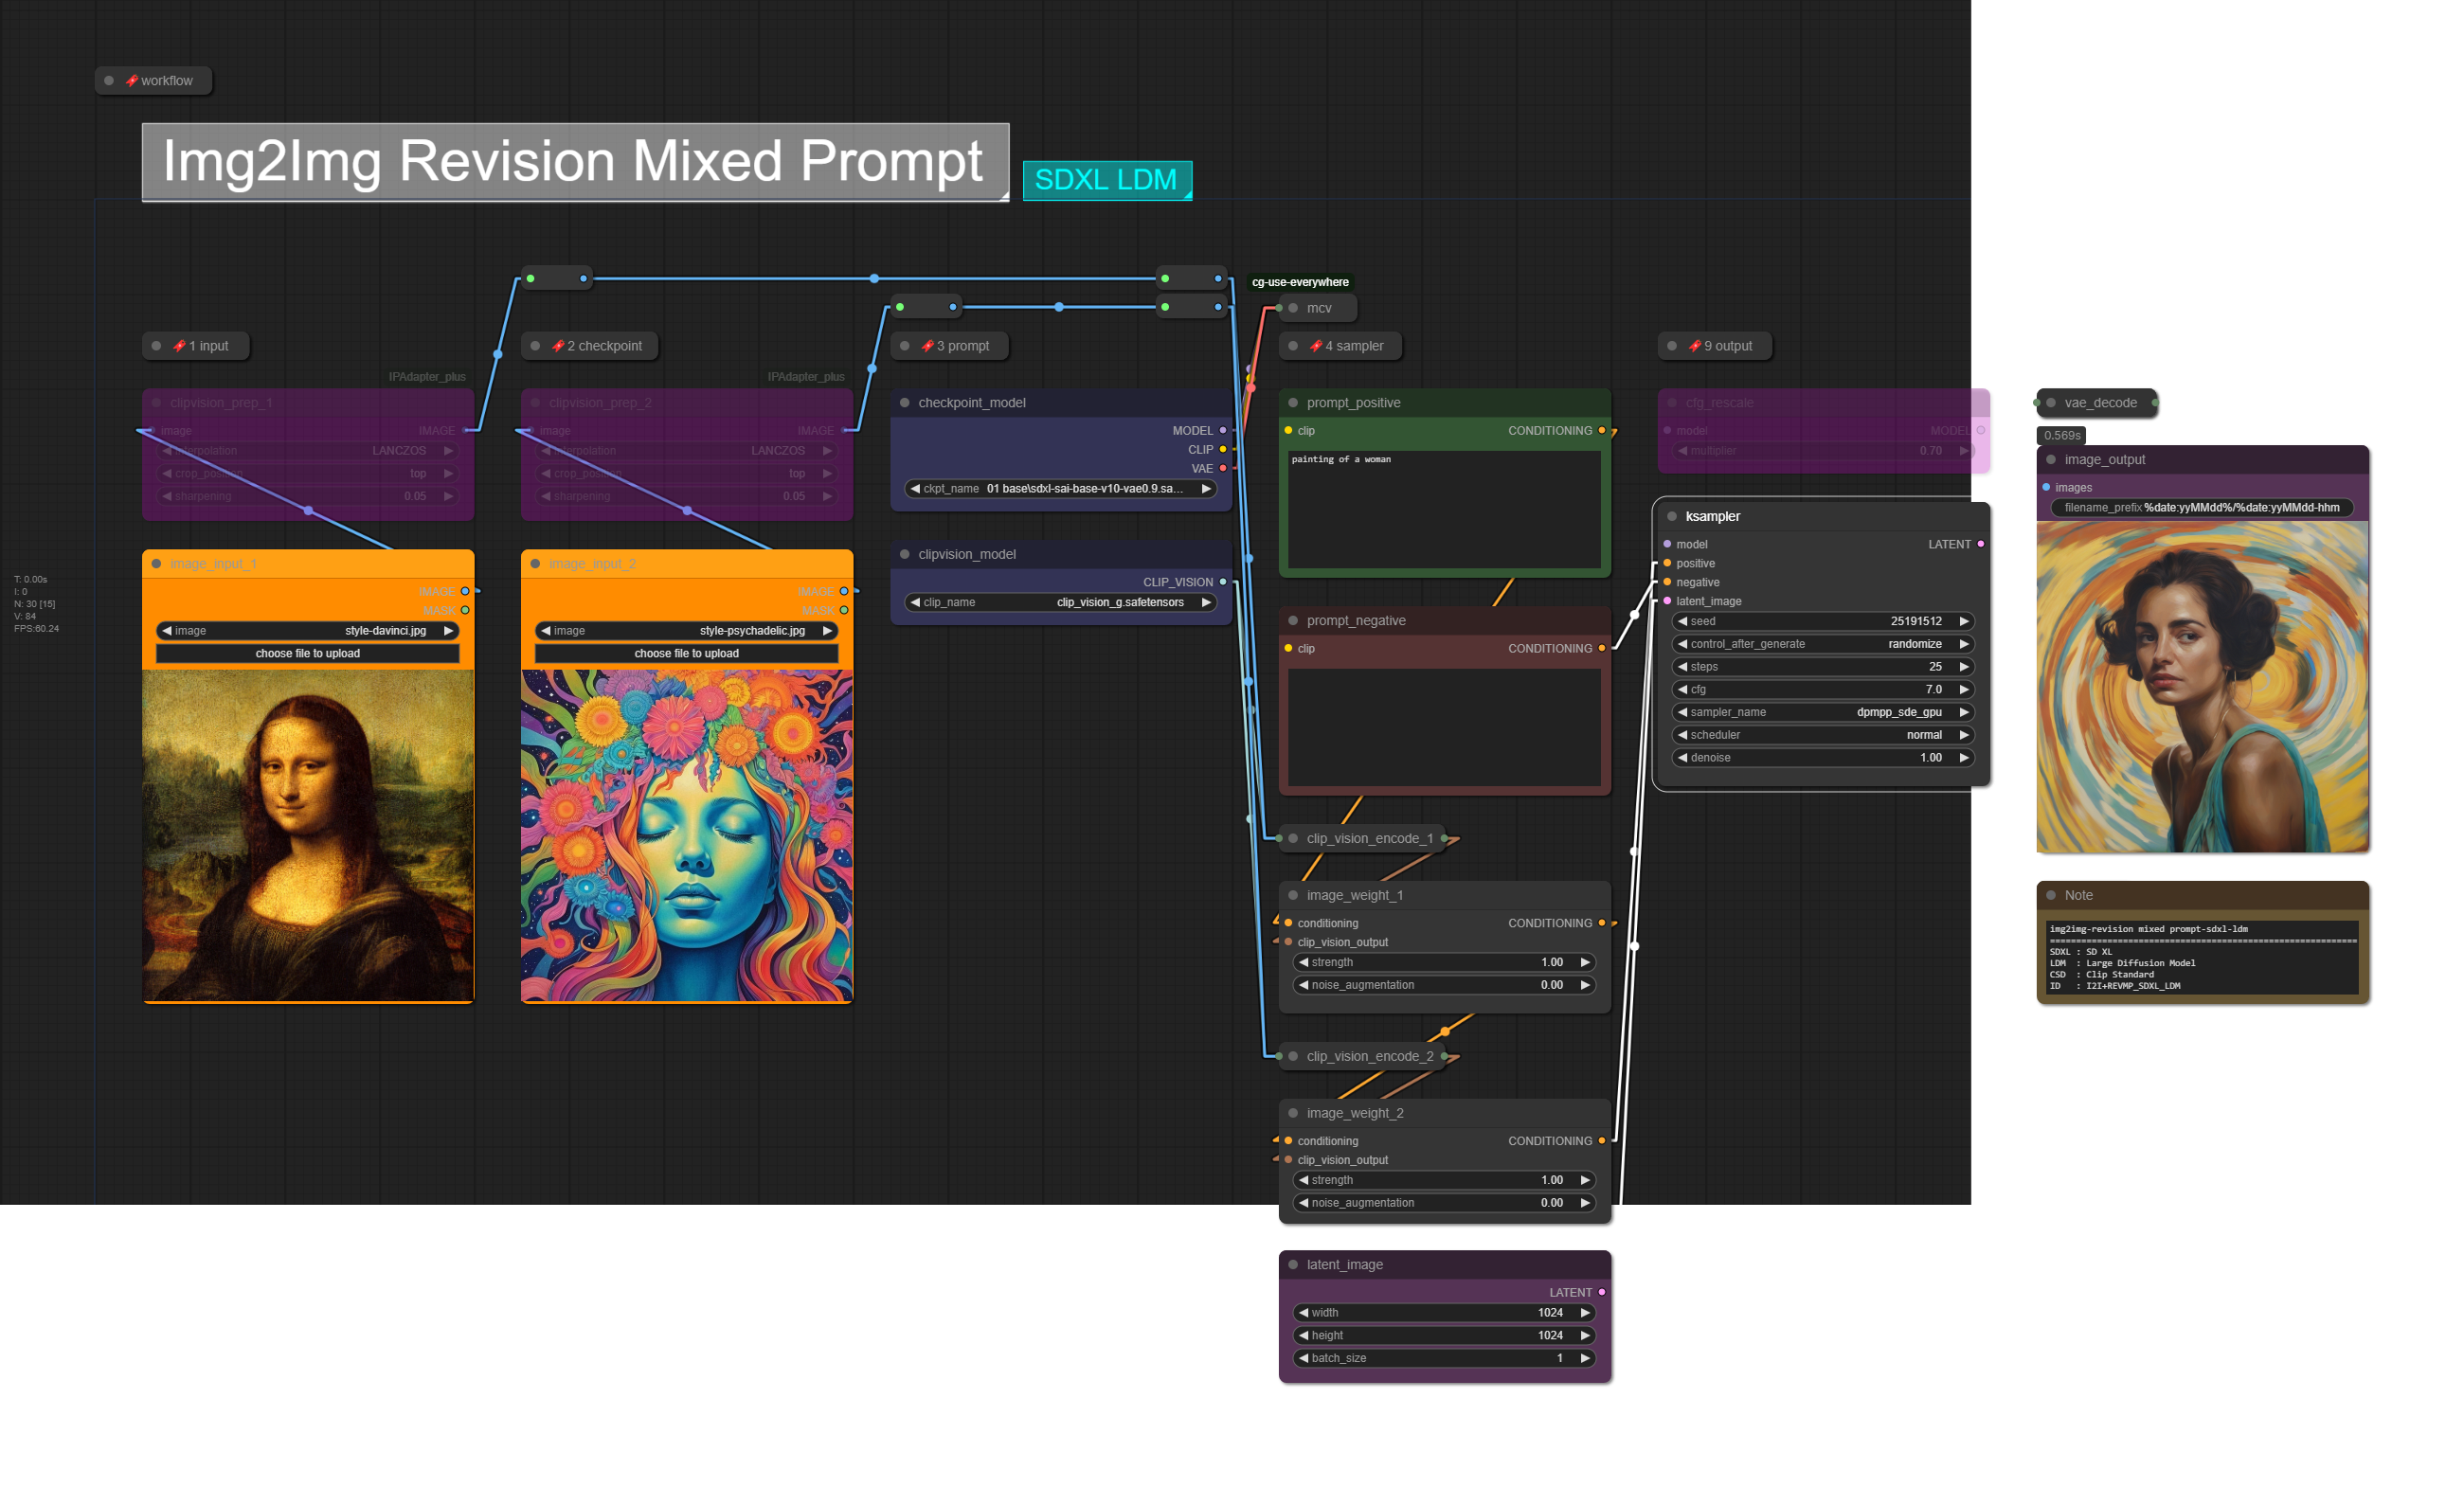 workflow
Img2Img Revision Mixed Prompt
SDXL LDM
cg-use-everywhere
mcv
1 input
2 checkpoint
3 prompt
4 sampler
9 output
IPAdapter_plus
clipvision_prep_1
image IMAGE
interpolation LANCZOS
crop_position top
sharpening 0.05
IPAdapter_plus
clipvision_prep_2
image IMAGE
interpolation LANCZOS
crop_position top
sharpening 0.05
image_input_1
IMAGE
MASK
image style-davinci.jpg
choose file to upload
image_input_2
IMAGE
MASK
image style-psychadelic.jpg
choose file to upload
T: 0.00s
I: 0
N: 30 [15]
V: 84
FPS:60.24
checkpoint_model
MODEL
CLIP
VAE
ckpt_name 01 base\sdxl-sai-base-v10-vae0.9.sa...
clipvision_model
CLIP_VISION
clip_name clip_vision_g.safetensors
prompt_positive
clip CONDITIONING
painting of a woman
prompt_negative
clip CONDITIONING
clip_vision_encode_1
image_weight_1
conditioning CONDITIONING
clip_vision_output
strength 1.00
noise_augmentation 0.00
clip_vision_encode_2
image_weight_2
conditioning CONDITIONING
clip_vision_output
strength 1.00
noise_augmentation 0.00
latent_image
LATENT
width 1024
height 1024
batch_size 1
cfg_rescale
model MODEL
multiplier 0.70
ksampler
model LATENT
positive
negative
latent_image
seed 25191512
control_after_generate randomize
steps 25
cfg 7.0
sampler_name dpmpp_sde_gpu
scheduler normal
denoise 1.00
vae_decode
0.569s
image_output
images
filename_prefix %date:yyMMdd%/%date:yyMMdd-hhm
Note
img2img-revision mixed prompt-sdxl-ldm
===========================================================
SDXL : SD XL
LDM : Large Diffusion Model
CSD : Clip Standard
ID : I2I+REVMP_SDXL_LDM